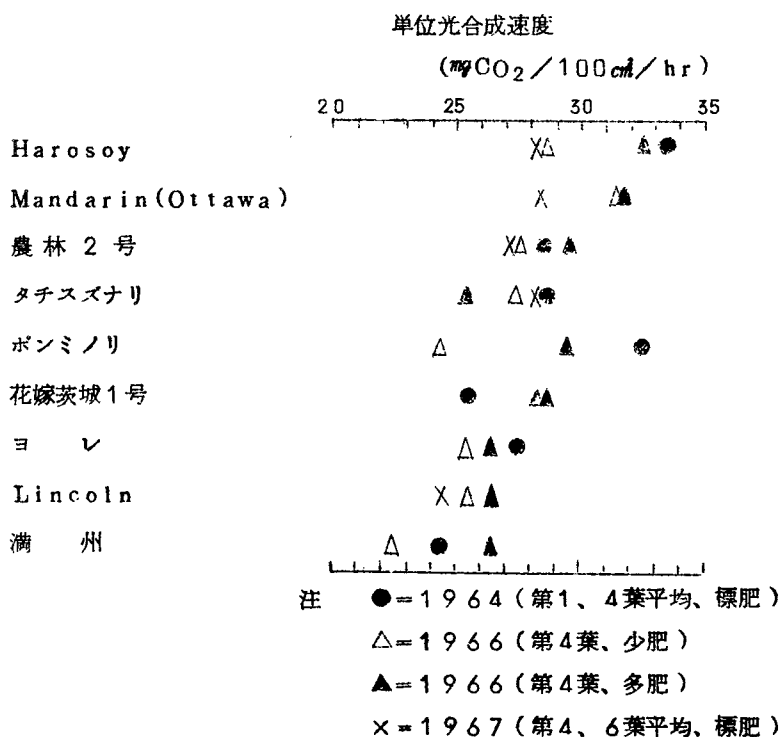 単位光合成速度
(mgCO₂／100cm²／hr)
20 25 30 35
Harosoy
Mandarin(Ottawa)
農林2号
タチスズナリ
ボンミノリ
花嫁茨城1号
ヨレ
Lincoln
満州
注 ●=1964(第1、4葉平均、標肥)
△=1966(第4葉、少肥)
▲=1966(第4葉、多肥)
×=1967(第4、6葉平均、標肥)